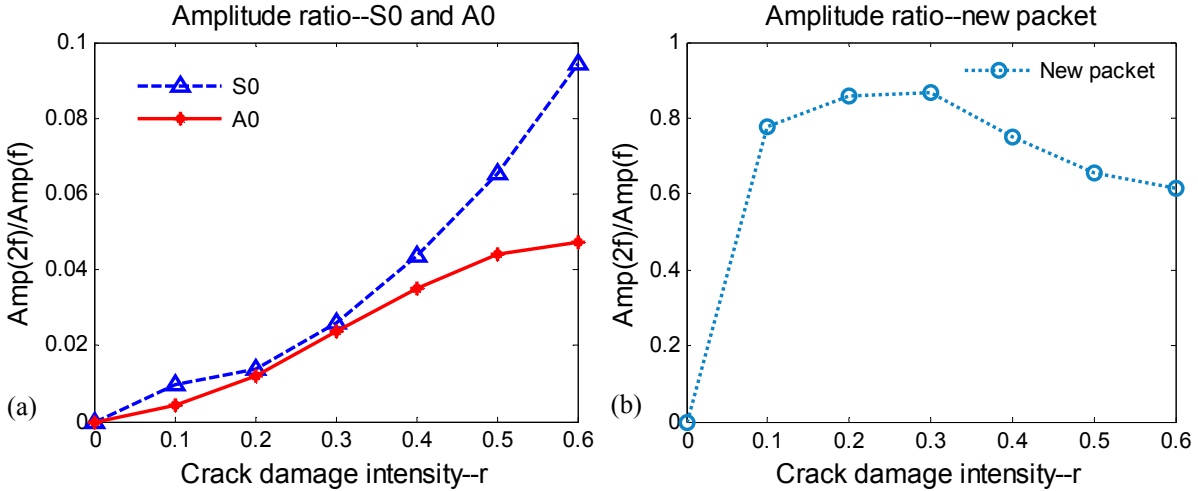 Amplitude ratio--S0 and A0
0.1
0.08
0.06
0.04
0.02
0
Amp(2f)/Amp(f)
S0
A0
(a)
0 0.1 0.2 0.3 0.4 0.5 0.6
Crack damage intensity--r
Amplitude ratio--new packet
1
0.8
0.6
0.4
0.2
0
Amp(2f)/Amp(f)
New packet
(b)
0 0.1 0.2 0.3 0.4 0.5 0.6
Crack damage intensity--r